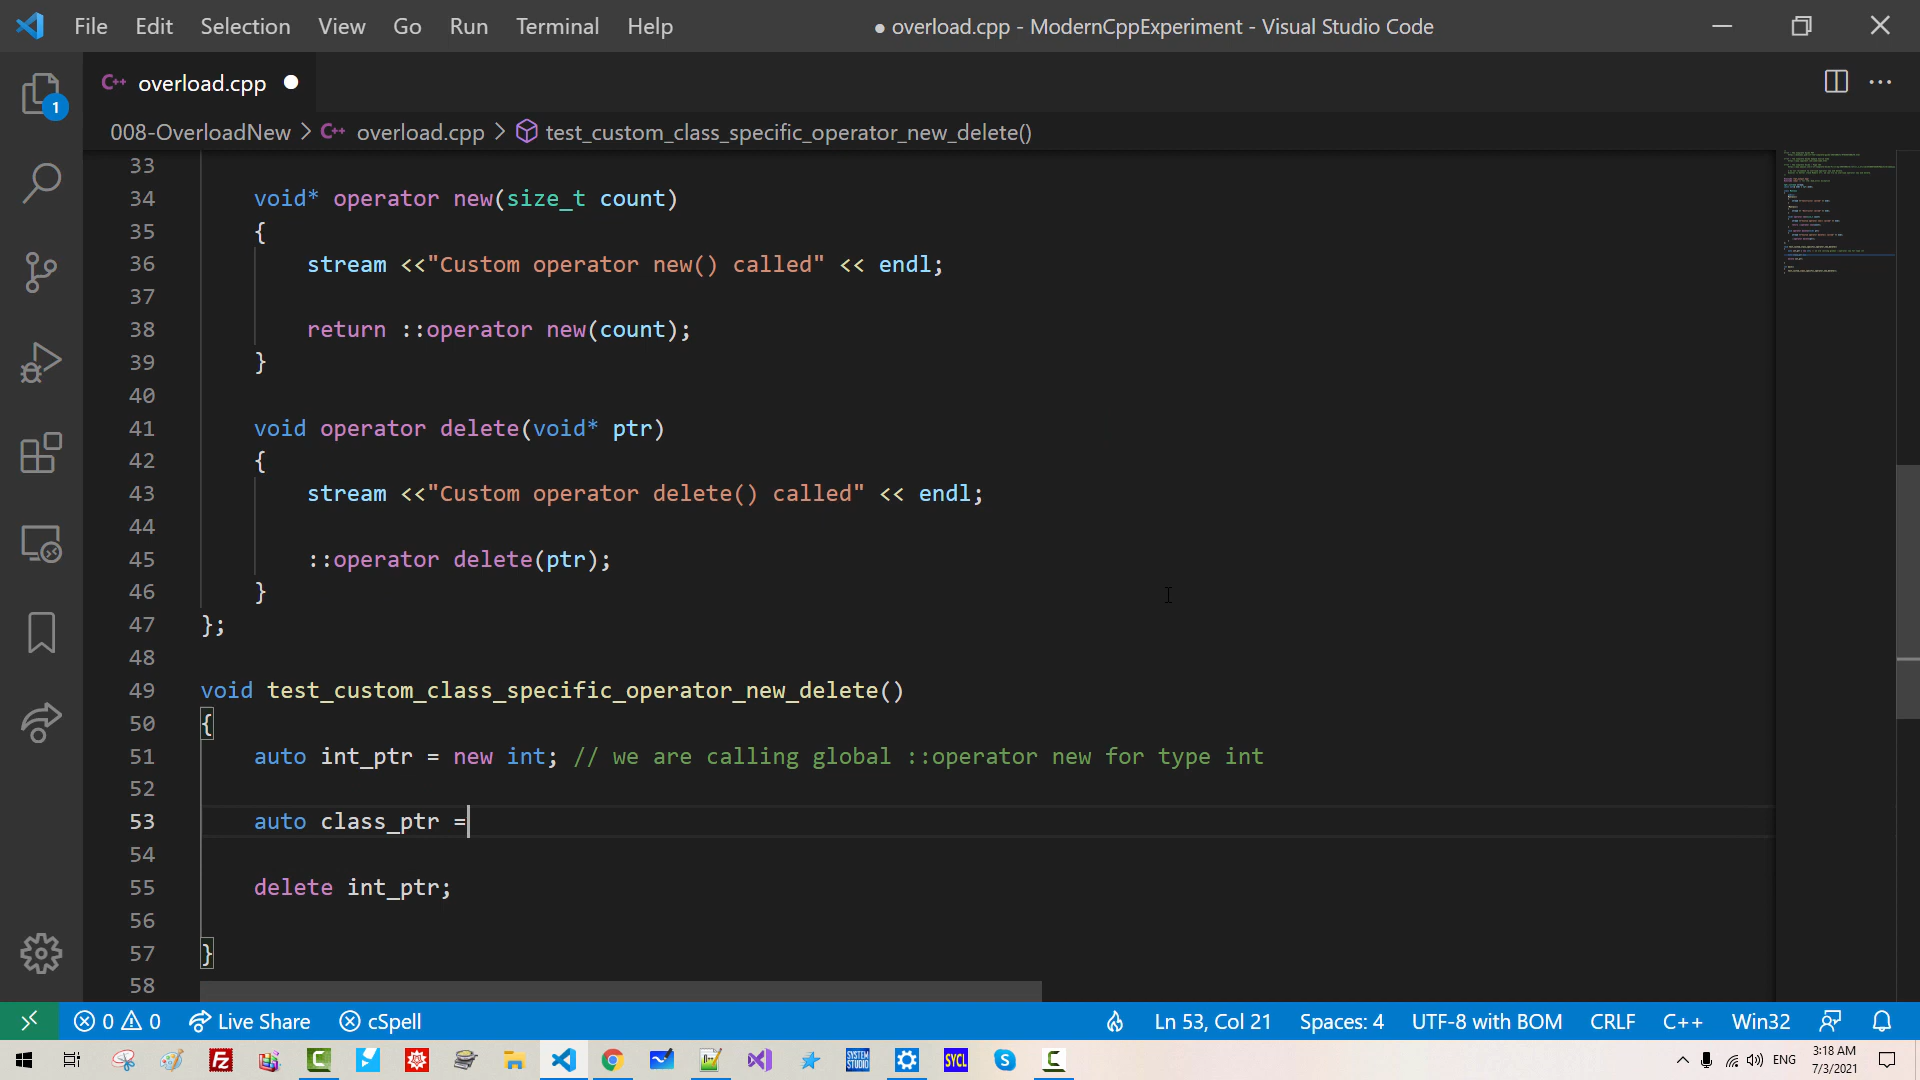 File Edit Selection View Go Run Terminal Help ● overload.cpp - ModernCppExperiment - Visual Studio Code
C++ overload.cpp ●
008-OverloadNew > C++ overload.cpp > test_custom_class_specific_operator_new_delete()
33
34 void* operator new(size_t count)
35 {
36 stream <<"Custom operator new() called" << endl;
37
38 return ::operator new(count);
39 }
40
41 void operator delete(void* ptr)
42 {
43 stream <<"Custom operator delete() called" << endl;
44
45 ::operator delete(ptr);
46 }
47 };
48
49 void test_custom_class_specific_operator_new_delete()
50 {
51 auto int_ptr = new int; // we are calling global ::operator new for type int
52
53 auto class_ptr =
54
55 delete int_ptr;
56
57 }
58
1
0 0 Live Share cSpell Ln 53, Col 21 Spaces: 4 UTF-8 with BOM CRLF C++ Win32
Fz SYSTEM STUDIO SYCL S C ENG 3:18 AM
7/3/2021